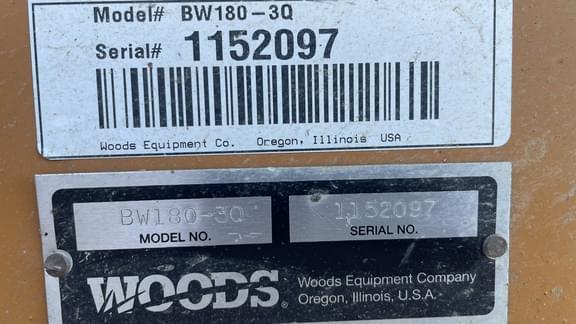 Model# BW180-3Q
Serial# 1152097
Woods Equipment Co. Oregon, Illinois USA
BW180-3Q 1152097
MODEL NO. SERIAL NO.
WOODS® Woods Equipment Company
Oregon, Illinois, U.S.A.